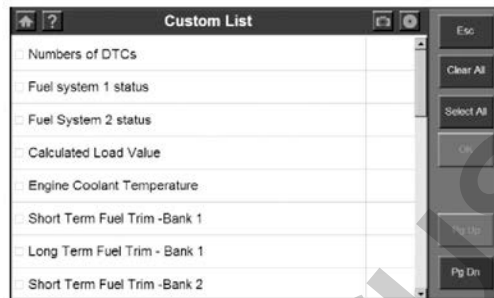 ?
Custom List
Esc
Numbers of DTCs
Clear All
Fuel system 1 status
Fuel System 2 status
Select All
Calculated Load Value
OK
Engine Coolant Temperature
Short Term Fuel Trim -Bank 1
Pg Up
Long Term Fuel Trim - Bank 1
Pg Dn
Short Term Fuel Trim -Bank 2